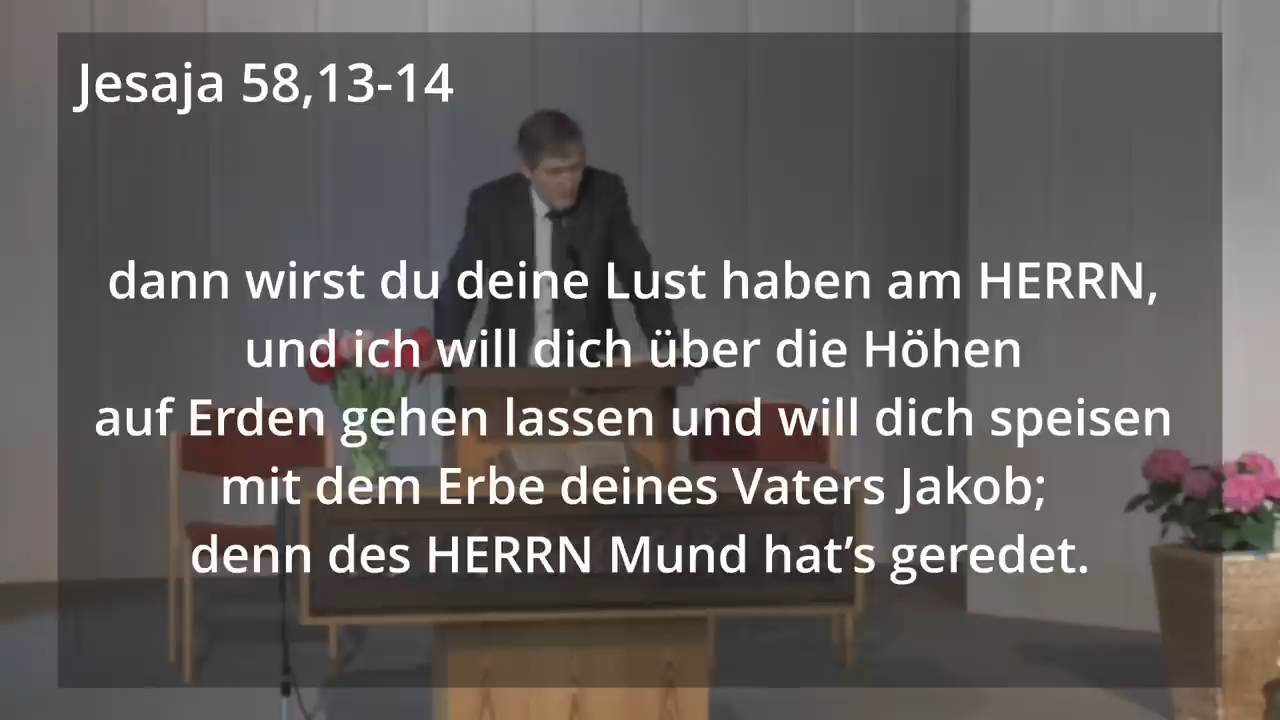 Jesaja 58,13-14
dann wirst du deine Lust haben am HERRN,
und ich will dich über die Höhen
auf Erden gehen lassen und will dich speisen
mit dem Erbe deines Vaters Jakob;
denn des HERRN Mund hat’s geredet.